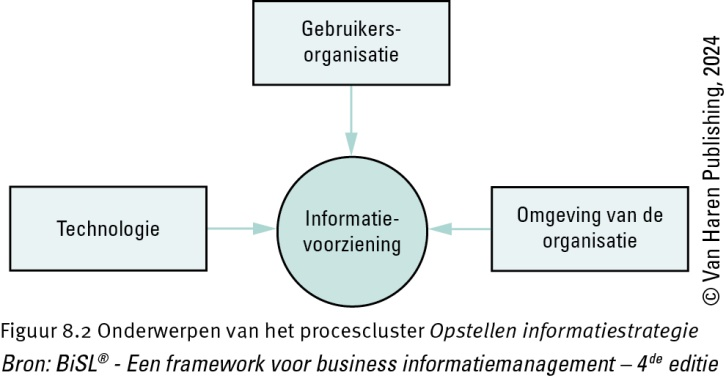 Gebruikers-
organisatie
Technologie
Informatie-
voorziening
Omgeving van de
organisatie
© Van Haren Publishing, 2024
Figuur 8.2 Onderwerpen van het procescluster Opstellen informatiestrategie
Bron: BiSL® - Een framework voor business informatiemanagement – 4de editie